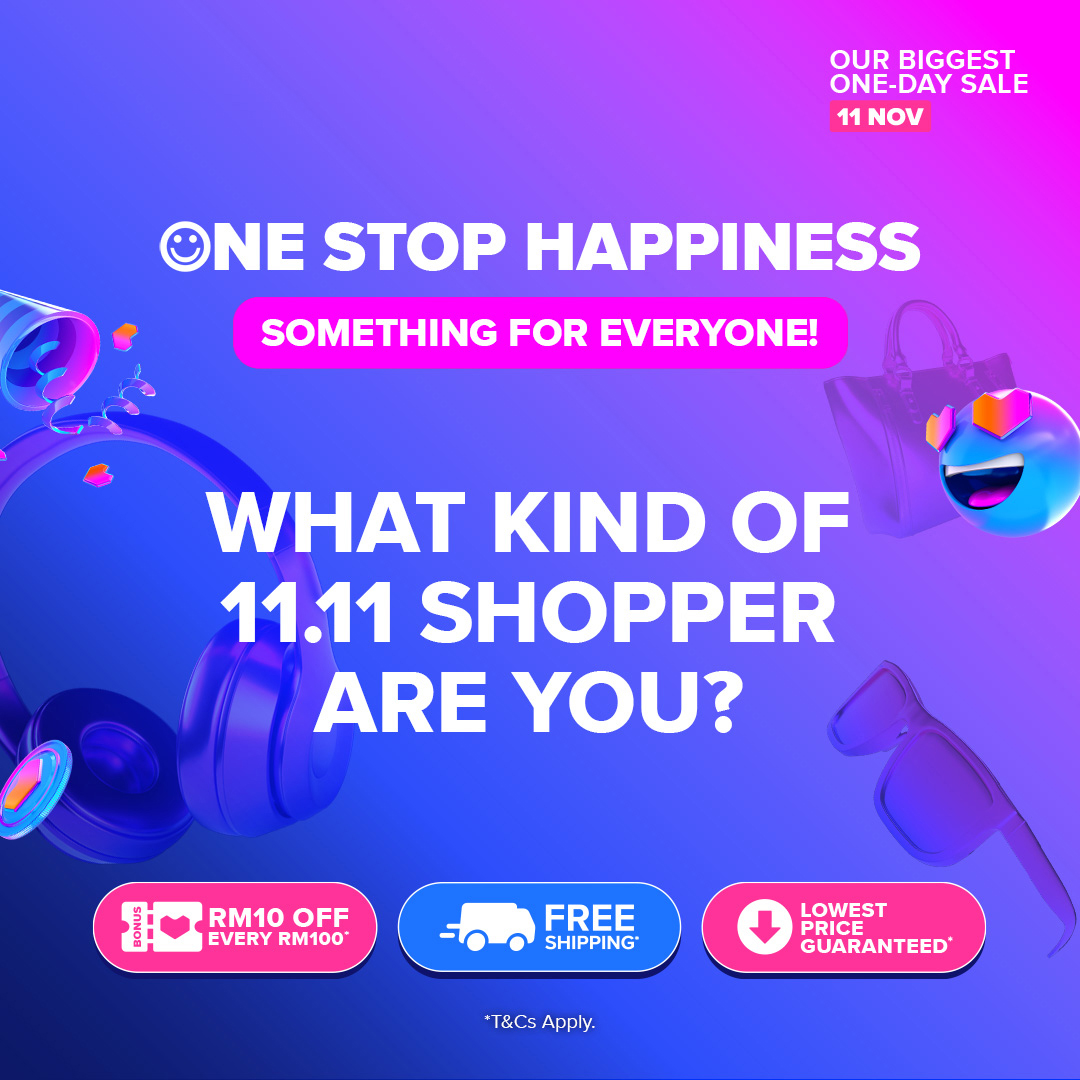 OUR BIGGEST
ONE-DAY SALE
11 NOV
ONE STOP HAPPINESS
SOMETHING FOR EVERYONE!
WHAT KIND OF
11.11 SHOPPER
ARE YOU?
BONUS
RM10 OFF
EVERY RM100*
FREE
SHIPPING*
LOWEST
PRICE
GUARANTEED*
*T&Cs Apply.